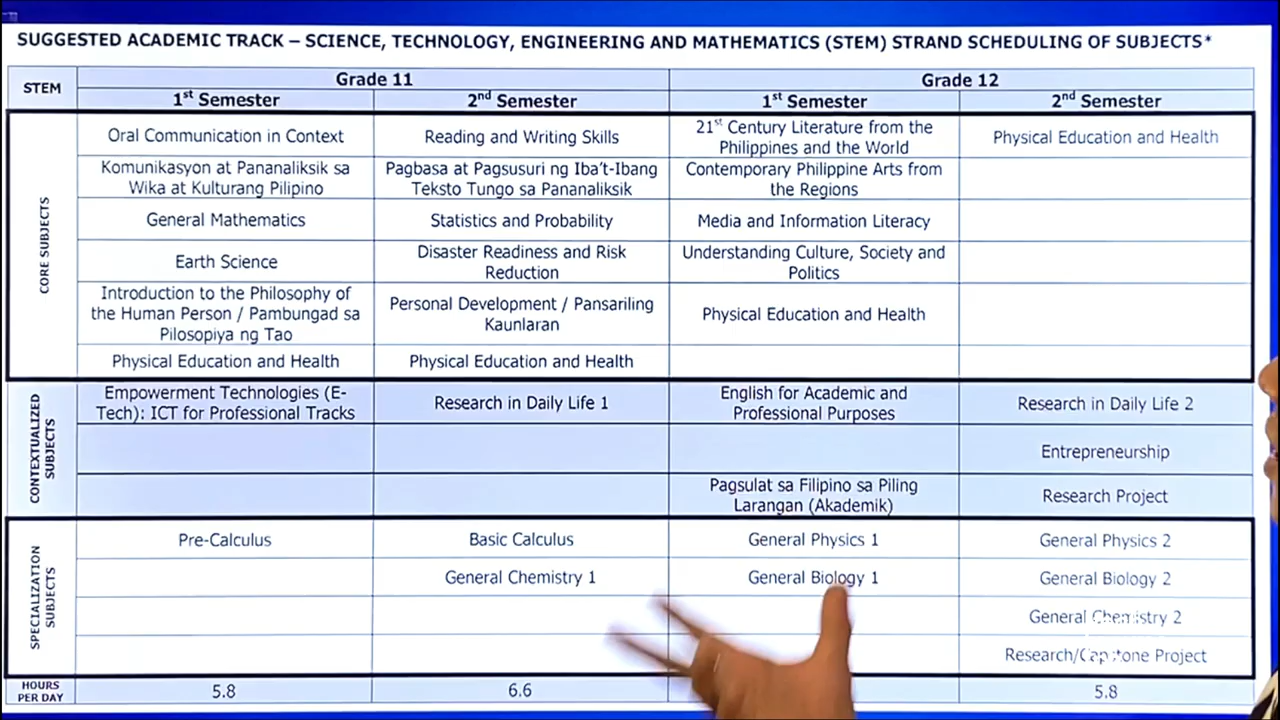 SUGGESTED ACADEMIC TRACK – SCIENCE, TECHNOLOGY, ENGINEERING AND MATHEMATICS (STEM) STRAND SCHEDULING OF SUBJECTS*
STEM
Grade 11
Grade 12
1st Semester
2nd Semester
1st Semester
2nd Semester
CORE SUBJECTS
Oral Communication in Context
Reading and Writing Skills
21st Century Literature from the
Philippines and the World
Physical Education and Health
Komunikasyon at Pananaliksik sa
Wika at Kulturang Pilipino
Pagbasa at Pagsusuri ng Iba't-Ibang
Teksto Tungo sa Pananaliksik
Contemporary Philippine Arts from
the Regions
General Mathematics
Statistics and Probability
Media and Information Literacy
Earth Science
Disaster Readiness and Risk
Reduction
Understanding Culture, Society and
Politics
Introduction to the Philosophy of
the Human Person / Pambungad sa
Pilosopiya ng Tao
Personal Development / Pansariling
Kaunlaran
Physical Education and Health
Physical Education and Health
Physical Education and Health
CONTEXTUALIZED
SUBJECTS
Empowerment Technologies (E-
Tech): ICT for Professional Tracks
Research in Daily Life 1
English for Academic and
Professional Purposes
Research in Daily Life 2
Entrepreneurship
Pagsulat sa Filipino sa Piling
Larangan (Akademik)
Research Project
SPECIALIZATION
SUBJECTS
Pre-Calculus
Basic Calculus
General Physics 1
General Physics 2
General Chemistry 1
General Biology 1
General Biology 2
General Chemistry 2
Research/Capstone Project
HOURS
PER DAY
5.8
6.6
5.8